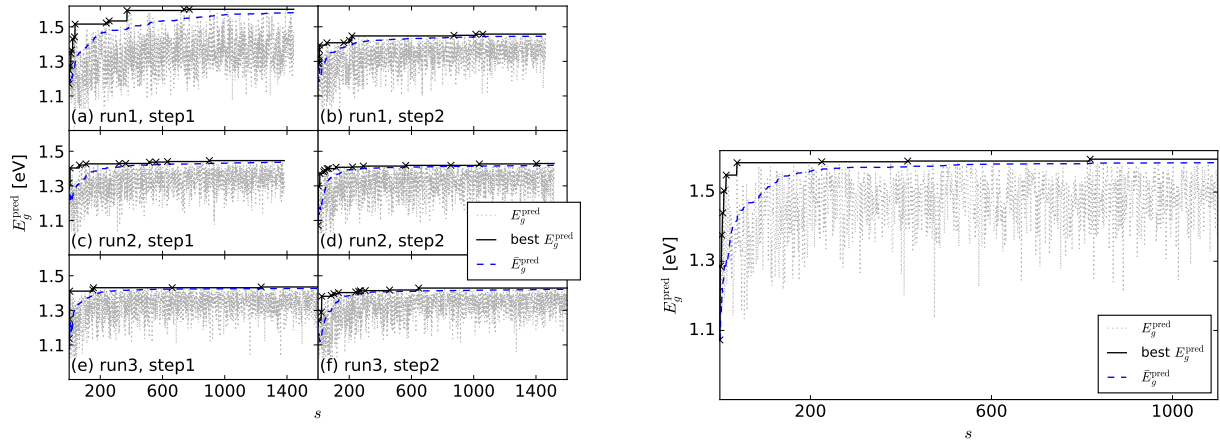 1.5
1.3
1.1
(a) run1, step1
(b) run1, step2
1.5
1.3
1.1
(c) run2, step1
(d) run2, step2
E_g^pred [eV]
E_g^pred
best E_g^pred
Ē_g^pred
1.5
1.3
1.1
(e) run3, step1
(f) run3, step2
200 600 1000 1400 200 600 1000 1400
s
1.5
1.3
1.1
E_g^pred [eV]
E_g^pred
best E_g^pred
Ē_g^pred
200 600 1000
s